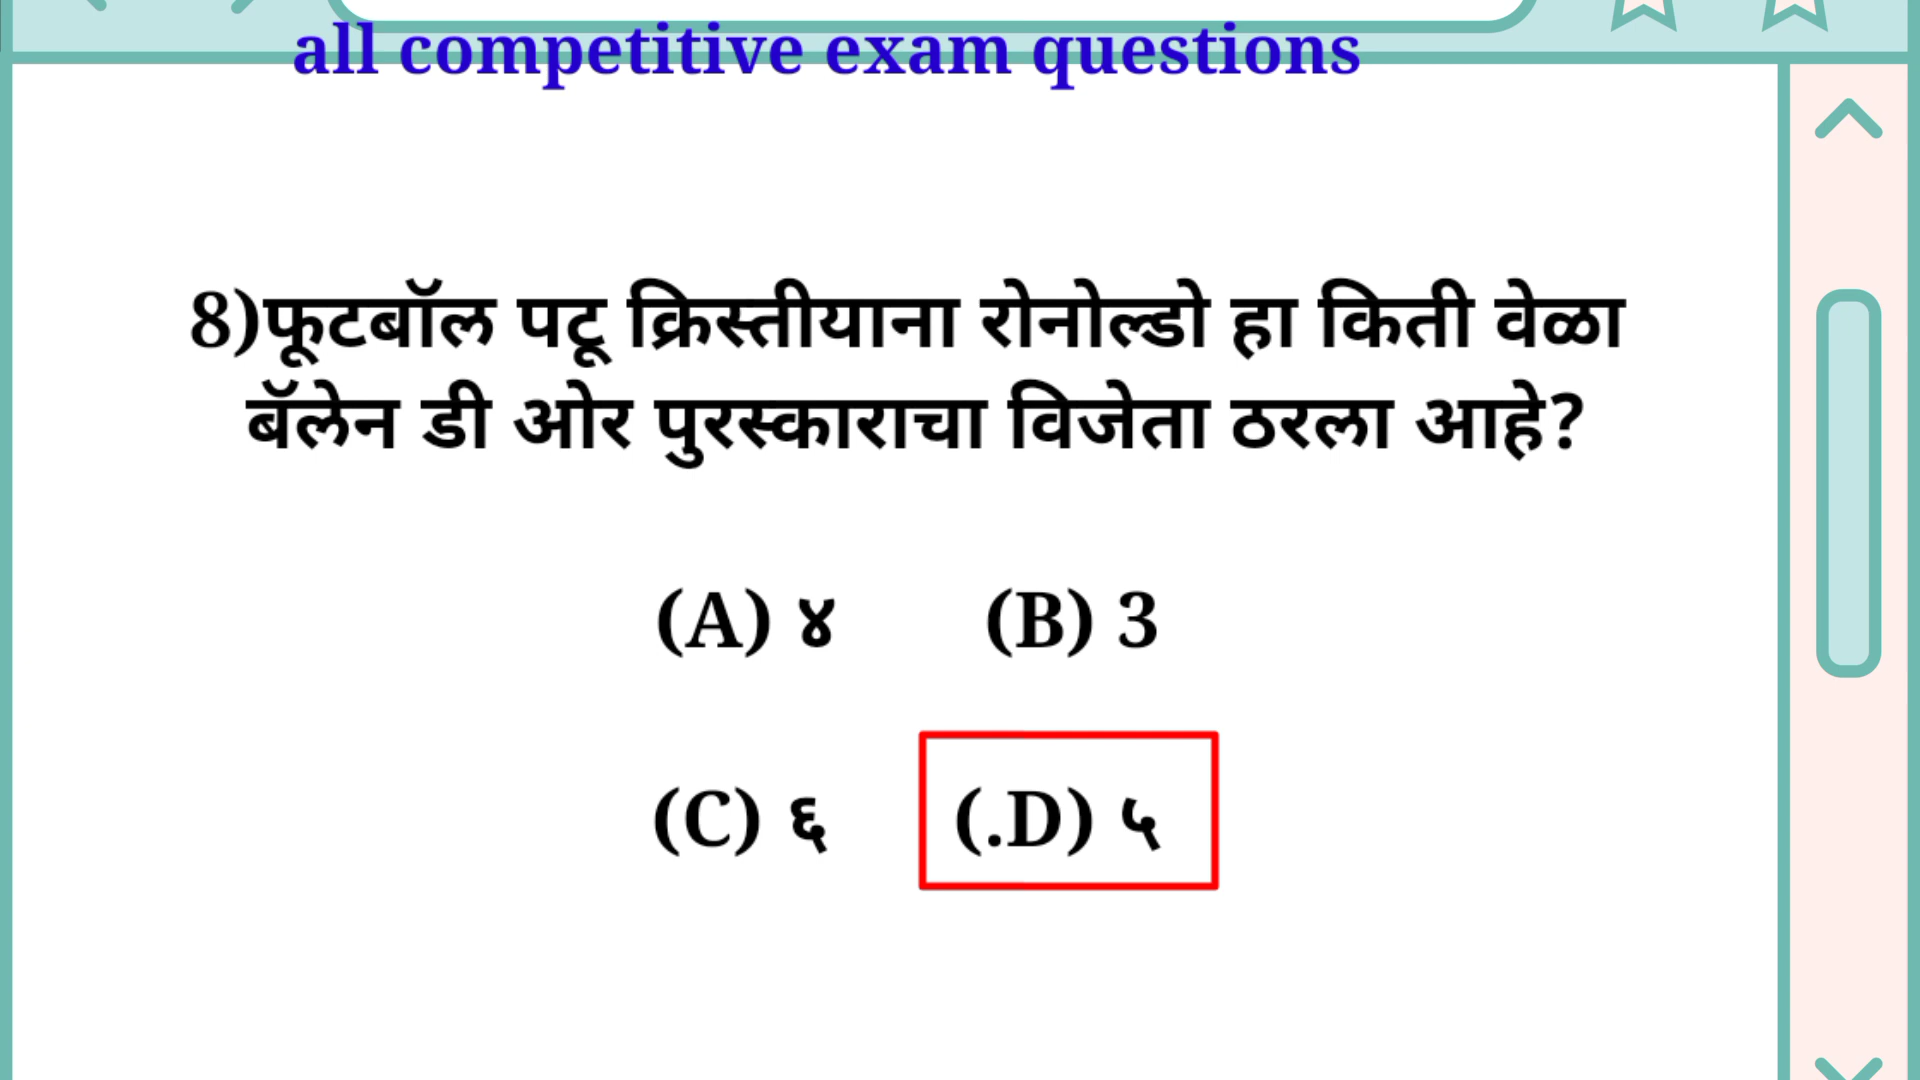 all competitive exam questions
8)फूटबॉल पटू क्रिस्तीयाना रोनोल्डो हा किती वेळा
बॅलेन डी ओर पुरस्काराचा विजेता ठरला आहे?
(A) ४ (B) 3
(C) ६ (.D) ५